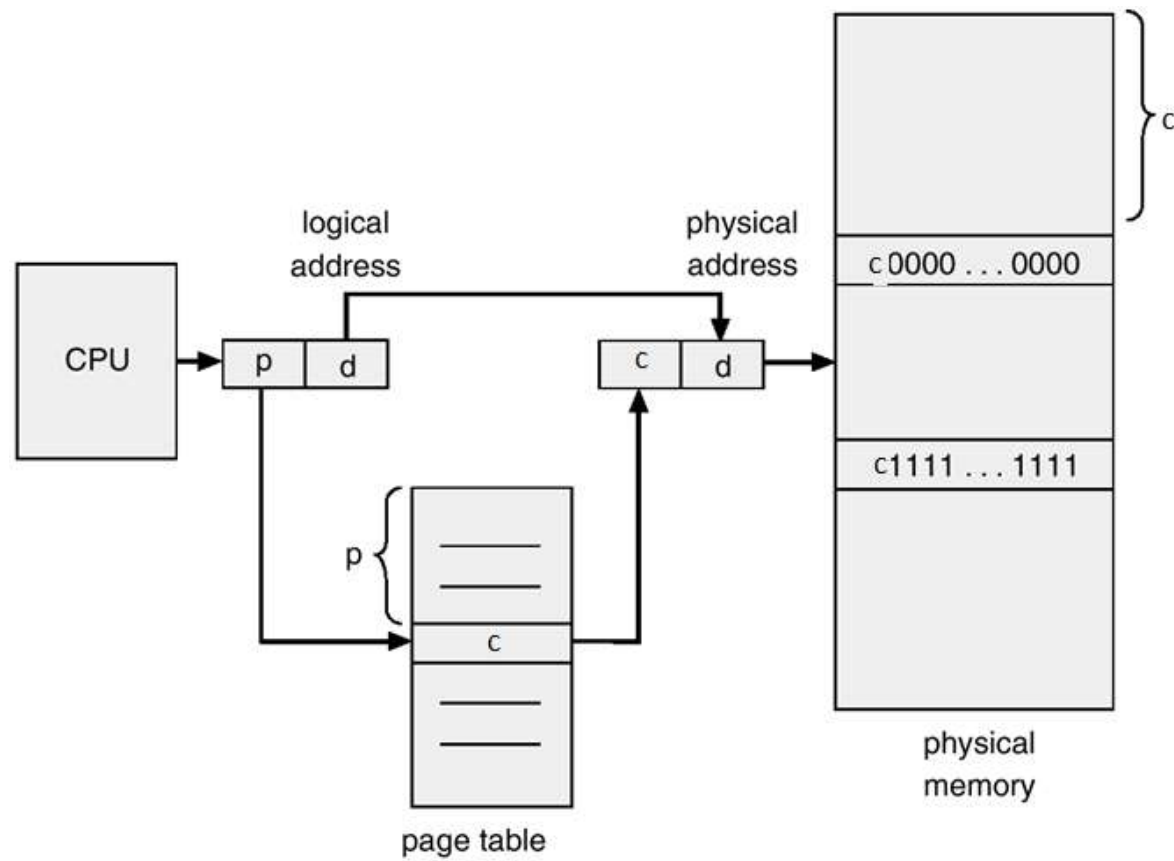 c
logical
address
physical
address
c0000 . . . 0000
CPU
p
d
c
d
c1111 . . . 1111
p
c
physical
memory
page table